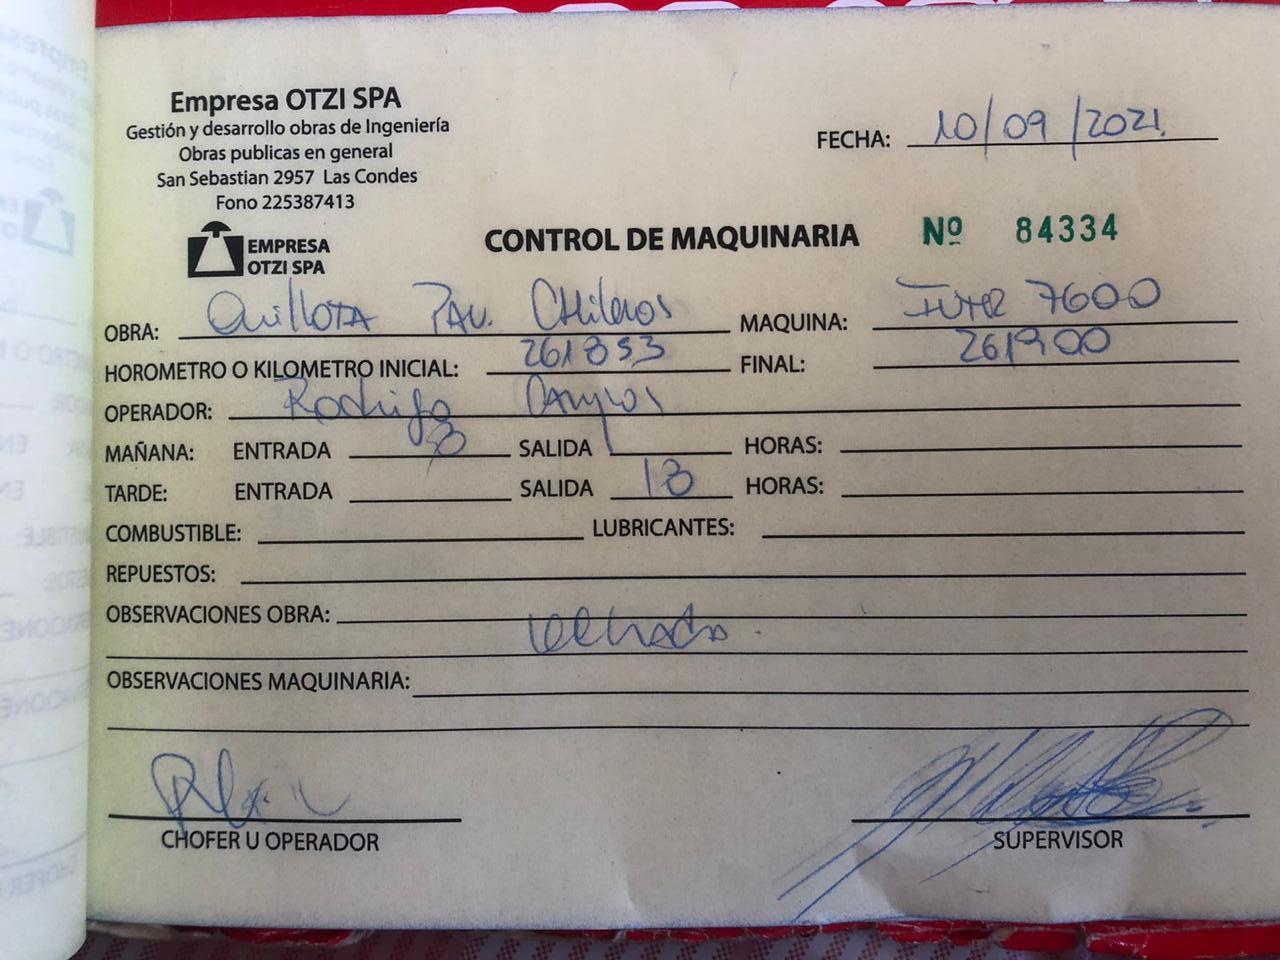 Empresa OTZI SPA
Gestión y desarrollo obras de Ingeniería
Obras publicas en general
San Sebastian 2957 Las Condes
Fono 225387413
EMPRESA
OTZI SPA
FECHA: 10/09/2021.
CONTROL DE MAQUINARIA Nº 84334
OBRA: Quillota Pav. Chilenos MAQUINA: Inter 7600
HOROMETRO O KILOMETRO INICIAL: 261853 FINAL: 261900
OPERADOR: Rodrigo Campos
MAÑANA: ENTRADA 8 SALIDA HORAS:
TARDE: ENTRADA SALIDA 18 HORAS:
COMBUSTIBLE: LUBRICANTES:
REPUESTOS:
OBSERVACIONES OBRA:
OBSERVACIONES MAQUINARIA:
CHOFER U OPERADOR SUPERVISOR